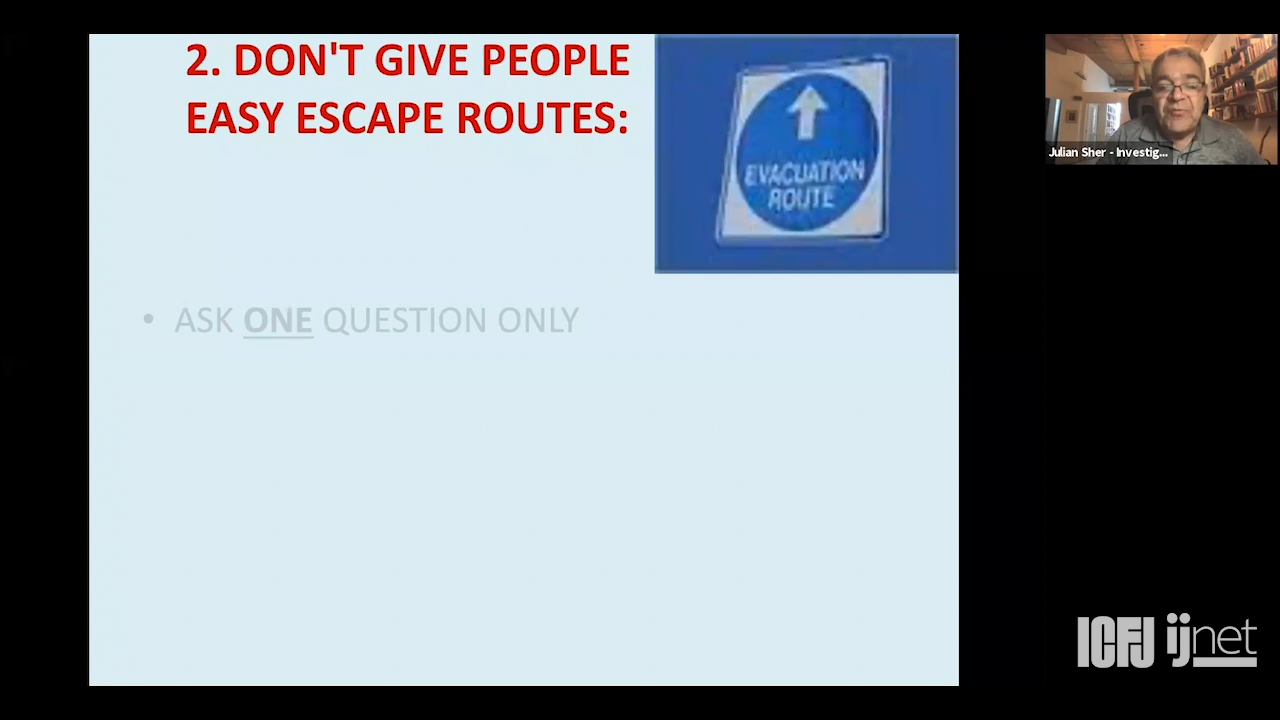 2. DON'T GIVE PEOPLE
EASY ESCAPE ROUTES:
EVACUATION
ROUTE
Julian Sher - Investig...
• ASK ONE QUESTION ONLY
ICFJ ijnet